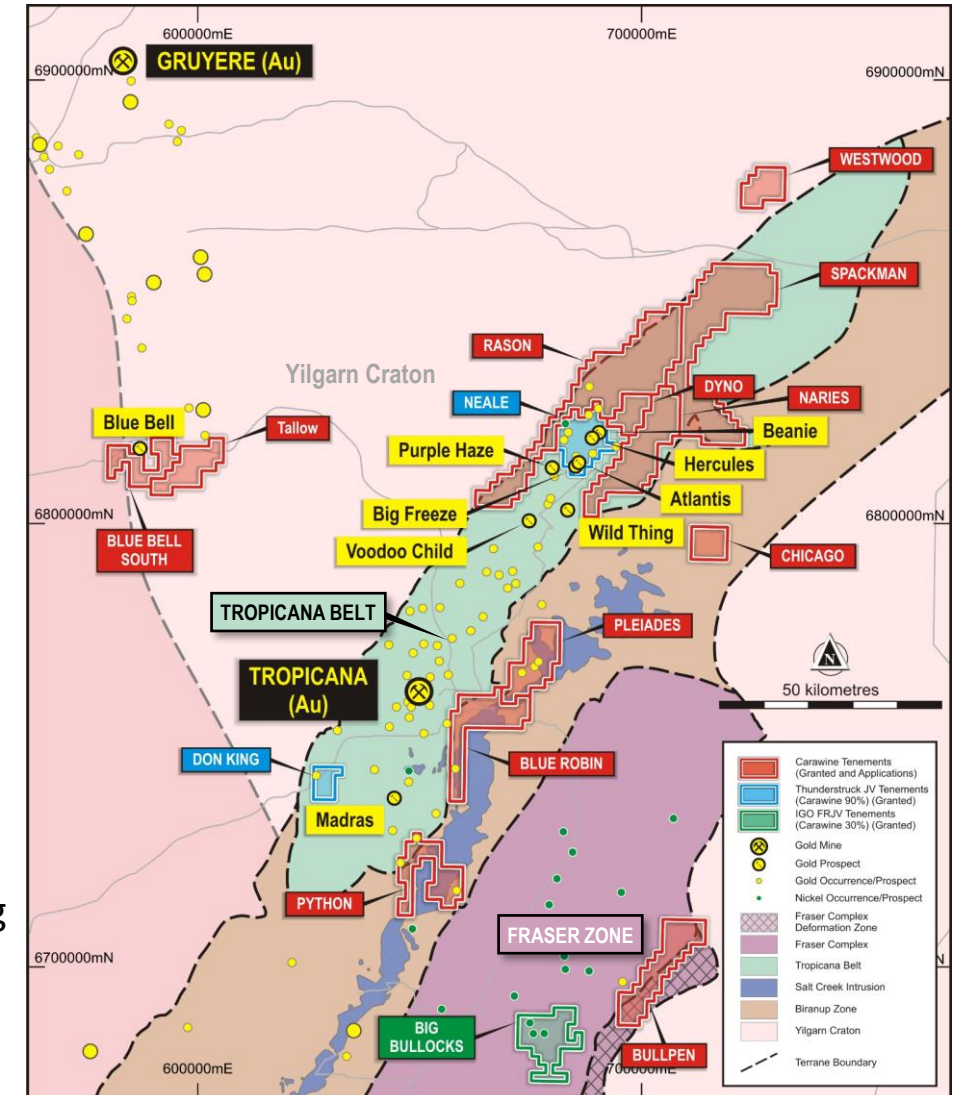 600000mE
700000mE
GRUYERE (Au)
6900000mN
6900000mN
WESTWOOD
SPACKMAN
RASON
Yilgarn Craton
DYNO
NARIES
NEALE
Blue Bell
Tallow
Beanie
Purple Haze
Hercules
Atlantis
Big Freeze
6800000mN
6800000mN
Wild Thing
BLUE BELL
SOUTH
Voodoo Child
CHICAGO
TROPICANA BELT
PLEIADES
N
TROPICANA
(Au)
50 kilometres
DON KING
BLUE ROBIN
Madras
Carawine Tenements
(Granted and Applications)
Thunderstruck JV Tenements
(Carawine 90%) (Granted)
IGO FRJV Tenements
(Carawine 30%) (Granted)
Gold Mine
Gold Prospect
Gold Occurrence/Prospect
Nickel Occurrence/Prospect
Fraser Complex
Deformation Zone
Fraser Complex
Tropicana Belt
Salt Creek Intrusion
Biranup Zone
Yilgarn Craton
Terrane Boundary
PYTHON
g
FRASER ZONE
6700000mN
N
BIG
BULLOCKS
BULLPEN
600000mE
700000mE